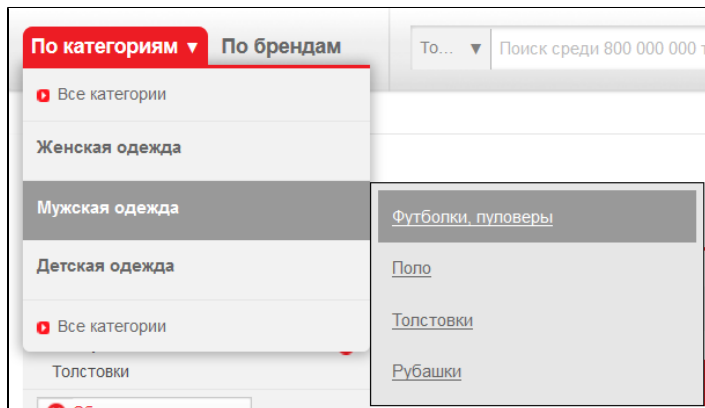 По категориям ▼ По брендам То... ▼ Поиск среди 800 000 000 т
Все категории
Женская одежда
Мужская одежда
Футболки, пуловеры
Детская одежда
Поло
Толстовки
Все категории
Рубашки
Толстовки